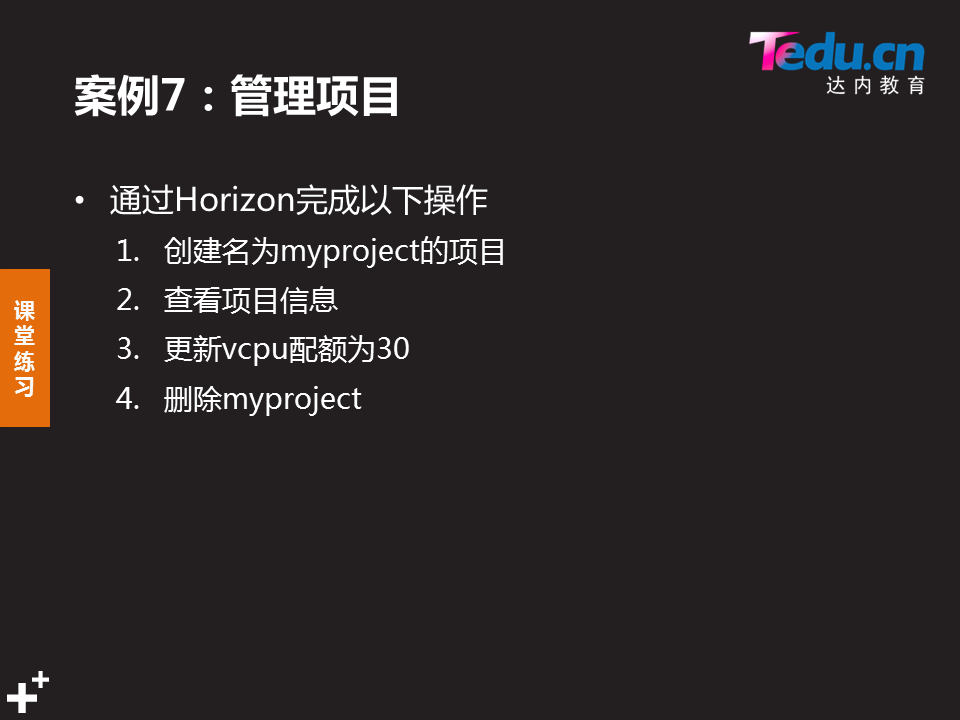 Tedu.cn
达内教育
案例7：管理项目
• 通过Horizon完成以下操作
1. 创建名为myproject的项目
2. 查看项目信息
3. 更新vcpu配额为30
4. 删除myproject
课
堂
练
习